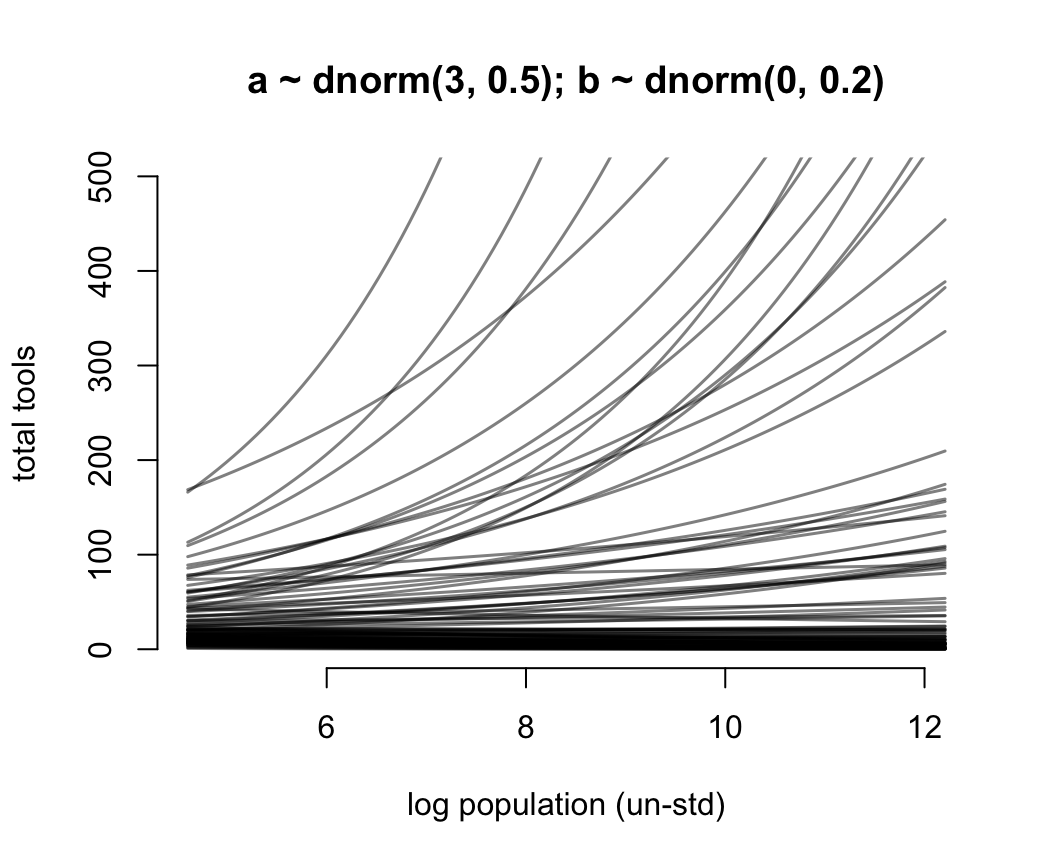 a ~ dnorm(3, 0.5); b ~ dnorm(0, 0.2)
total tools
500
400
300
200
100
0
6 8 10 12
log population (un-std)